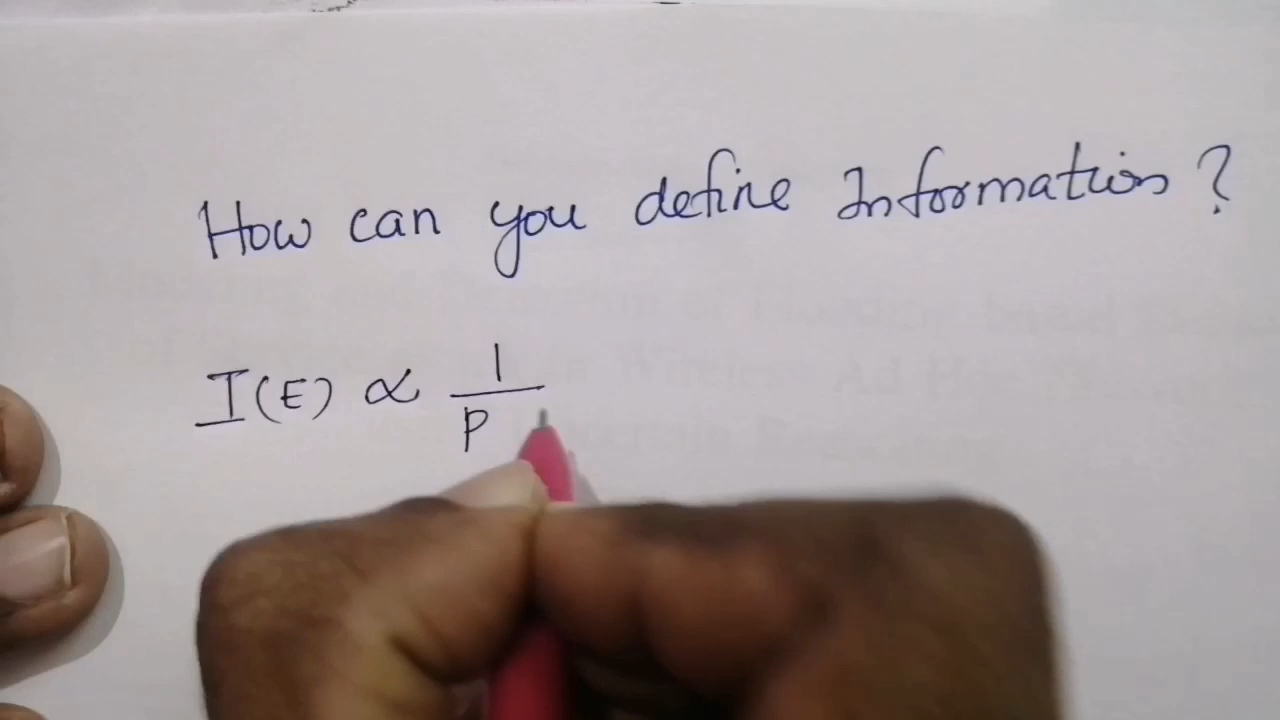 How can you define Information?
I(E) ∝ 1/P